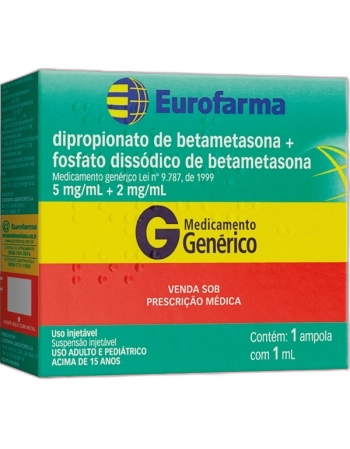 Eurofarma
dipropionato de betametasona +
fosfato dissódico de betametasona
Medicamento genérico Lei nº 9.787, de 1999
5 mg/mL + 2 mg/mL
G Medicamento
Genérico
VENDA SOB
PRESCRIÇÃO MÉDICA
Uso injetável
Suspensão injetável
USO ADULTO E PEDIÁTRICO
ACIMA DE 15 ANOS
Contém: 1 ampola
com 1 mL
Eurofarma